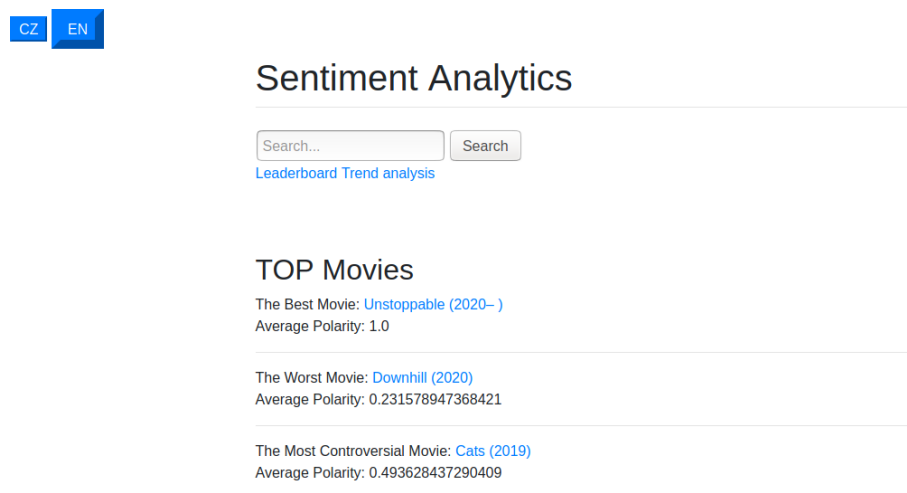 CZ EN
Sentiment Analytics
Search... Search
Leaderboard Trend analysis
TOP Movies
The Best Movie: Unstoppable (2020– )
Average Polarity: 1.0
The Worst Movie: Downhill (2020)
Average Polarity: 0.231578947368421
The Most Controversial Movie: Cats (2019)
Average Polarity: 0.493628437290409